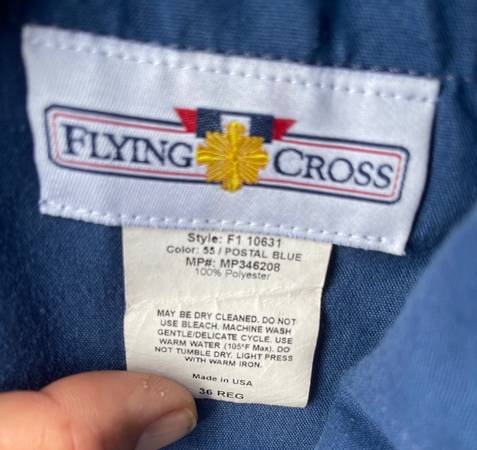 FLYING CROSS
Style: F1 10631
Color: 55 / POSTAL BLUE
MP#: MP346208
100% Polyester
MAY BE DRY CLEANED. DO NOT
USE BLEACH. MACHINE WASH
GENTLE/DELICATE CYCLE. USE
WARM WATER (105°F Max). DO
NOT TUMBLE DRY. LIGHT PRESS
WITH WARM IRON.
Made in USA
36 REG